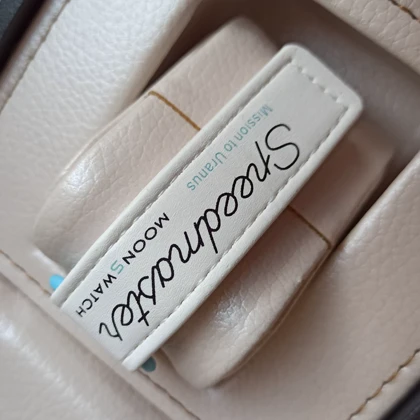 Speedmaster
MOONSWATCH
Mission to Uranus